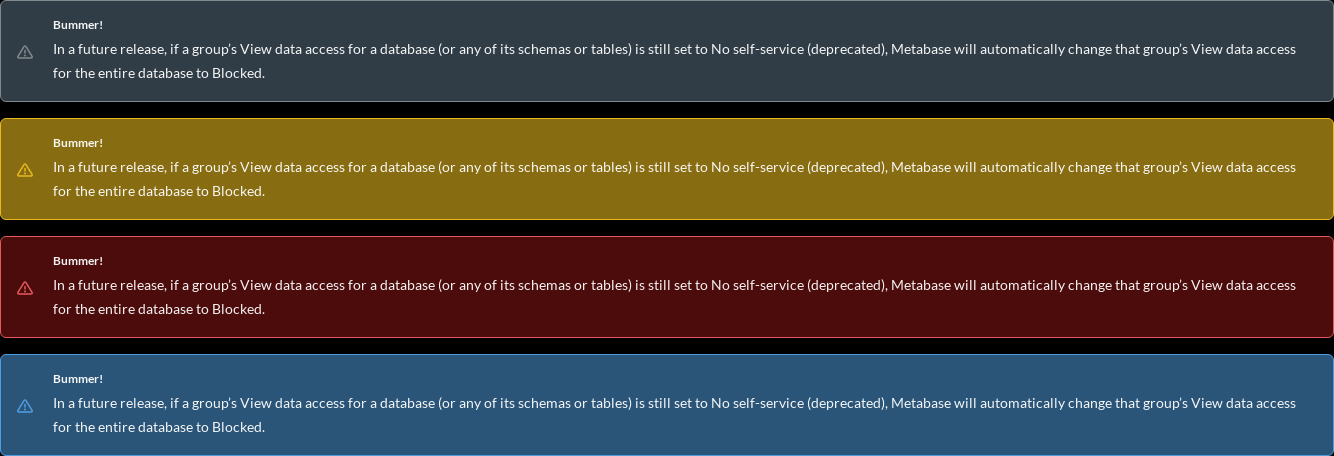 Bummer!
In a future release, if a group’s View data access for a database (or any of its schemas or tables) is still set to No self-service (deprecated), Metabase will automatically change that group’s View data access
for the entire database to Blocked.
Bummer!
In a future release, if a group’s View data access for a database (or any of its schemas or tables) is still set to No self-service (deprecated), Metabase will automatically change that group’s View data access
for the entire database to Blocked.
Bummer!
In a future release, if a group’s View data access for a database (or any of its schemas or tables) is still set to No self-service (deprecated), Metabase will automatically change that group’s View data access
for the entire database to Blocked.
Bummer!
In a future release, if a group’s View data access for a database (or any of its schemas or tables) is still set to No self-service (deprecated), Metabase will automatically change that group’s View data access
for the entire database to Blocked.